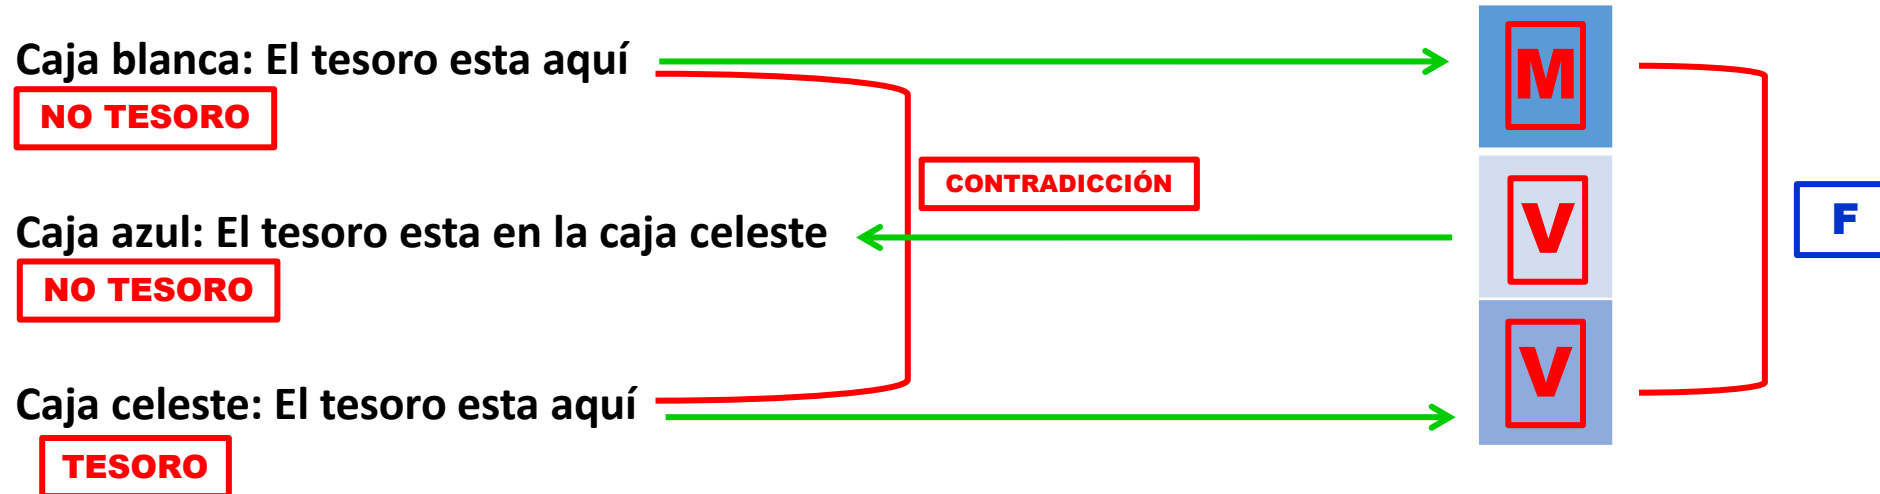 Caja blanca: El tesoro esta aquí
M
NO TESORO
CONTRADICCIÓN
Caja azul: El tesoro esta en la caja celeste
V
F
NO TESORO
Caja celeste: El tesoro esta aquí
V
TESORO